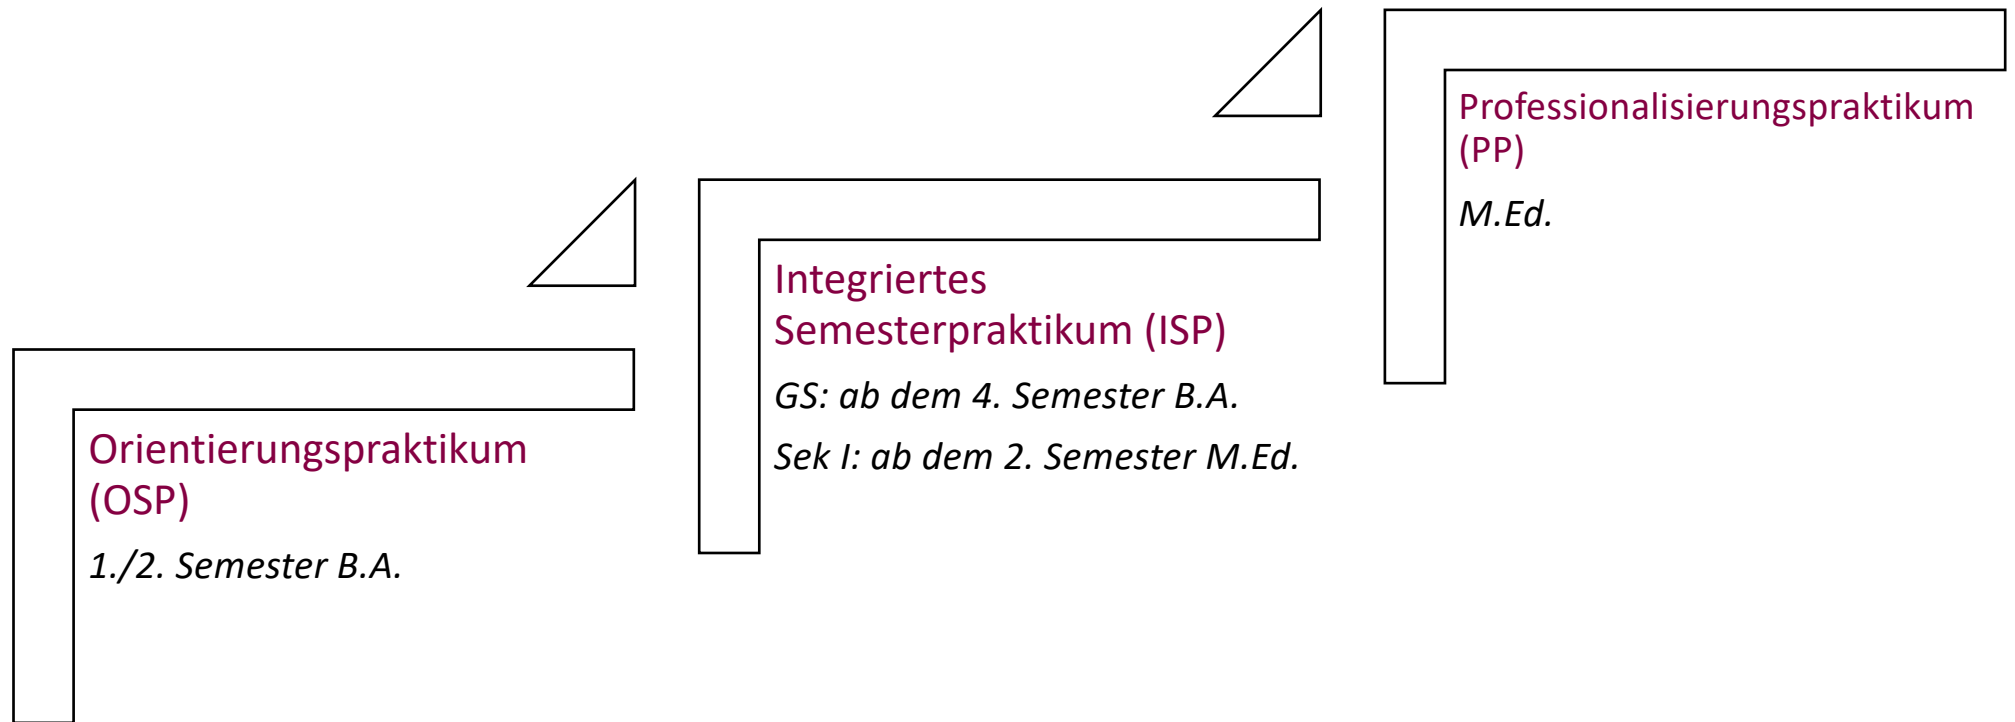 Orientierungspraktikum
(OSP)
1./2. Semester B.A.
Integriertes
Semesterpraktikum (ISP)
GS: ab dem 4. Semester B.A.
Sek I: ab dem 2. Semester M.Ed.
Professionalisierungspraktikum
(PP)
M.Ed.